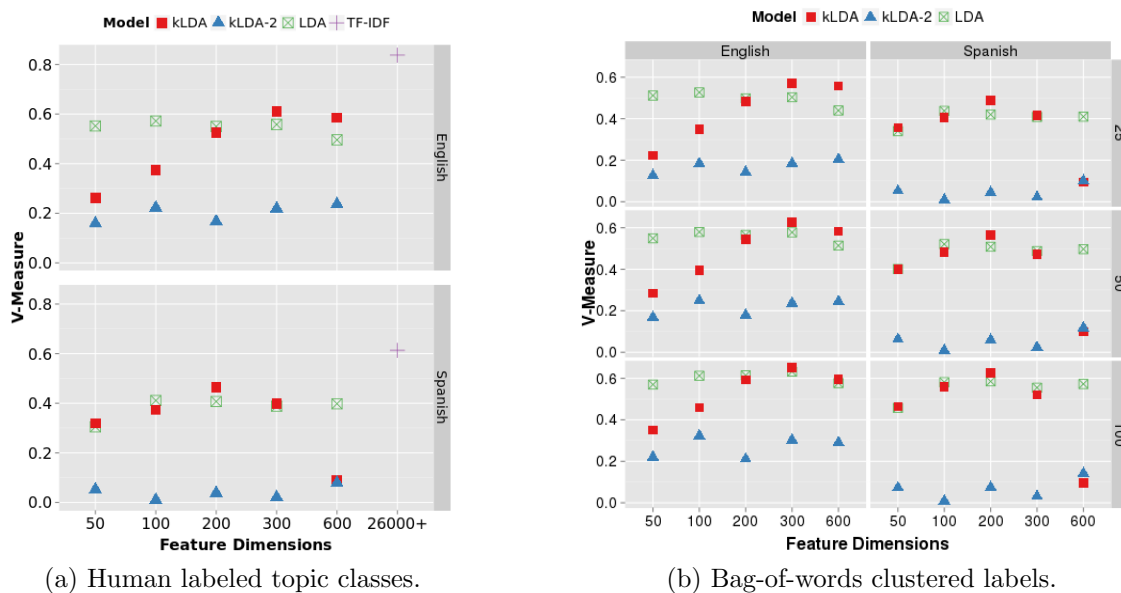 Model kLDA kLDA-2 LDA TF-IDF
0.8
0.6
0.4
0.2
0.0
English
0.8
0.6
0.4
0.2
0.0
Spanish
V-Measure
50 100 200 300 600 26000+
Feature Dimensions
(a) Human labeled topic classes.
Model kLDA kLDA-2 LDA
English Spanish
0.6
0.4
0.2
0.0
25
0.6
0.4
0.2
0.0
50
0.6
0.4
0.2
0.0
100
V-Measure
50 100 200 300 600 50 100 200 300 600
Feature Dimensions
(b) Bag-of-words clustered labels.